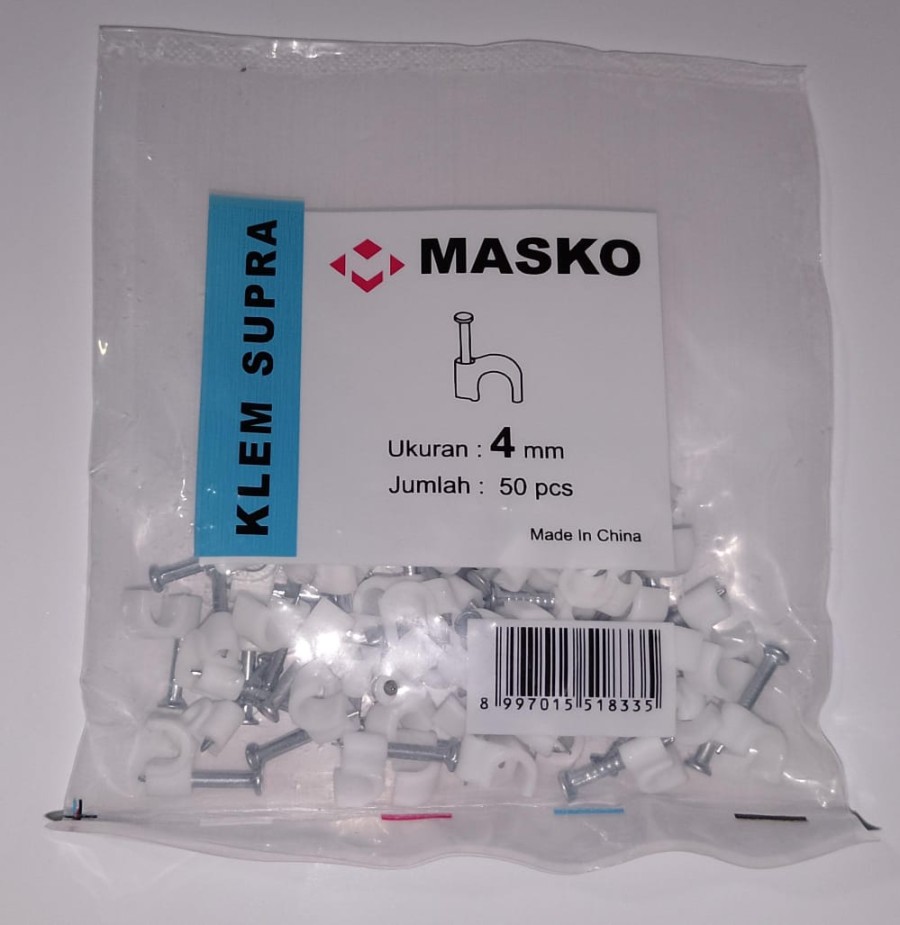 KLEM SUPRA
MASKO
Ukuran : 4 mm
Jumlah : 50 pcs
Made In China
8 997015 518335